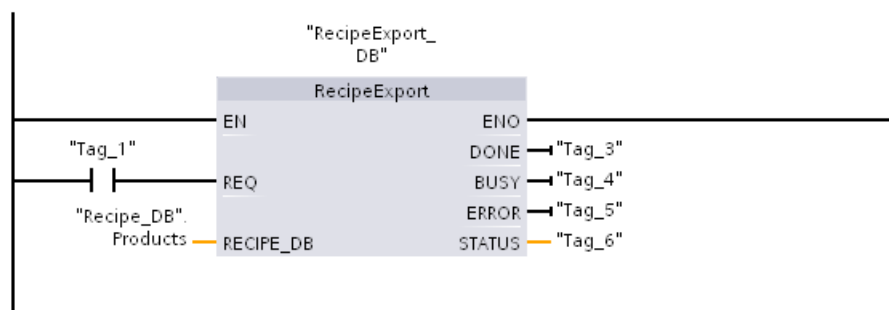 "RecipeExport_
DB"
RecipeExport
EN ENO
"Tag_1" DONE "Tag_3"
REQ BUSY "Tag_4"
"Recipe_DB". ERROR "Tag_5"
Products RECIPE_DB STATUS "Tag_6"